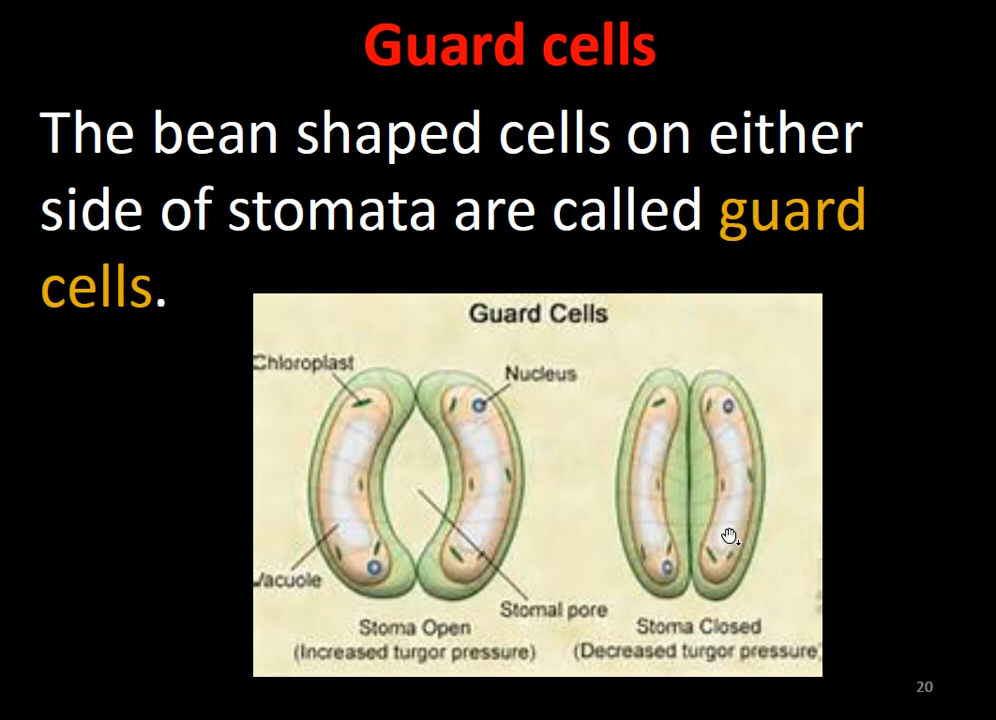 Guard cells
The bean shaped cells on either
side of stomata are called guard
cells.
Guard Cells
Chloroplast
Nucleus
Vacuole
Stomal pore
Stoma Open
(Increased turgor pressure)
Stoma Closed
(Decreased turgor pressure)
20